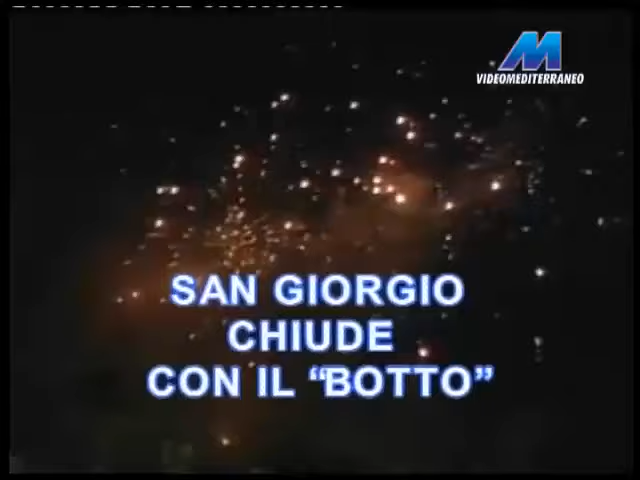 VIDEOMEDITERRANEO
SAN GIORGIO
CHIUDE
CON IL “BOTTO”